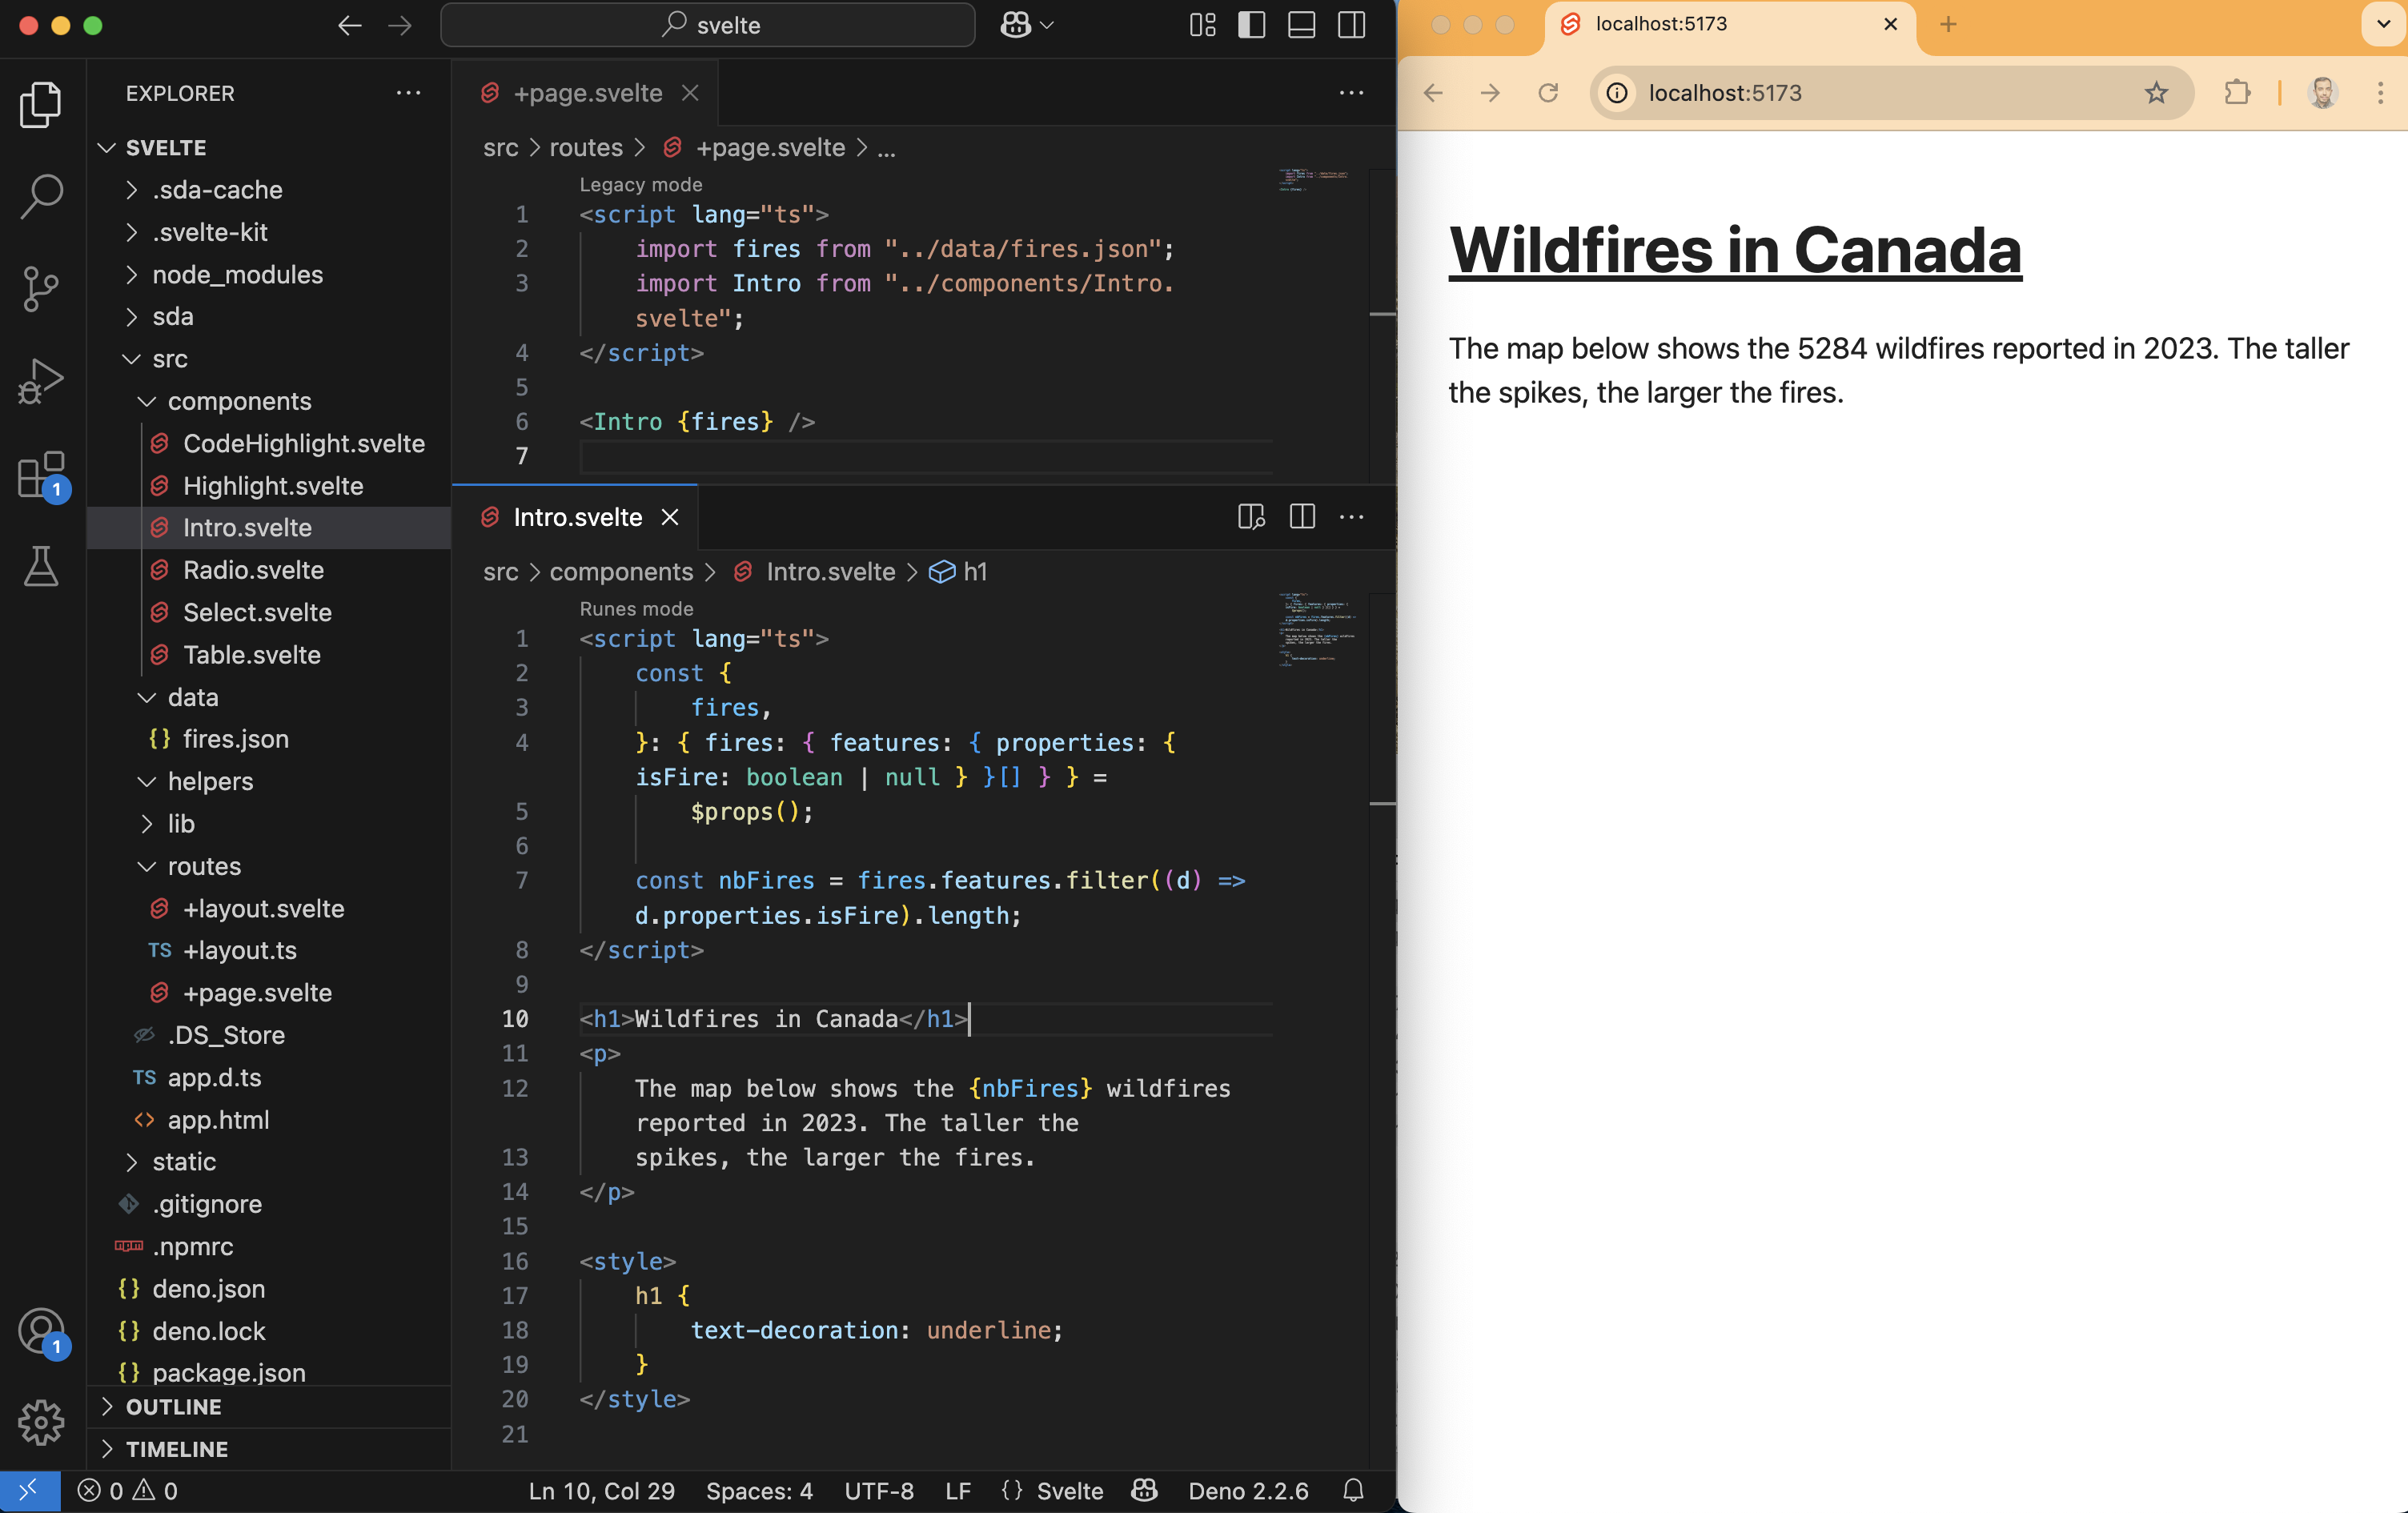 svelte
EXPLORER
SVELTE
.sda-cache
.svelte-kit
node_modules
sda
src
components
CodeHighlight.svelte
Highlight.svelte
Intro.svelte
Radio.svelte
Select.svelte
Table.svelte
data
{} fires.json
helpers
lib
routes
+layout.svelte
TS +layout.ts
+page.svelte
.DS_Store
TS app.d.ts
<> app.html
static
.gitignore
npm .npmrc
{} deno.json
{} deno.lock
{} package.json
OUTLINE
TIMELINE
1
1
+page.svelte
src > routes > +page.svelte > ...
Legacy mode
1 <script lang="ts">
2 import fires from "../data/fires.json";
3 import Intro from "../components/Intro.
svelte";
4 </script>
5
6 <Intro {fires} />
7
Intro.svelte
src > components > Intro.svelte > h1
Runes mode
1 <script lang="ts">
2 const {
3 fires,
4 }: { fires: { features: { properties: {
isFire: boolean | null } }[] } } =
5 $props();
6
7 const nbFires = fires.features.filter((d) =>
d.properties.isFire).length;
8 </script>
9
10 <h1>Wildfires in Canada</h1>
11 <p>
12 The map below shows the {nbFires} wildfires
reported in 2023. The taller the
13 spikes, the larger the fires.
14 </p>
15
16 <style>
17 h1 {
18 text-decoration: underline;
19 }
20 </style>
21
0 0
Ln 10, Col 29 Spaces: 4 UTF-8 LF {} Svelte Deno 2.2.6
localhost:5173
localhost:5173
Wildfires in Canada
The map below shows the 5284 wildfires reported in 2023. The taller
the spikes, the larger the fires.